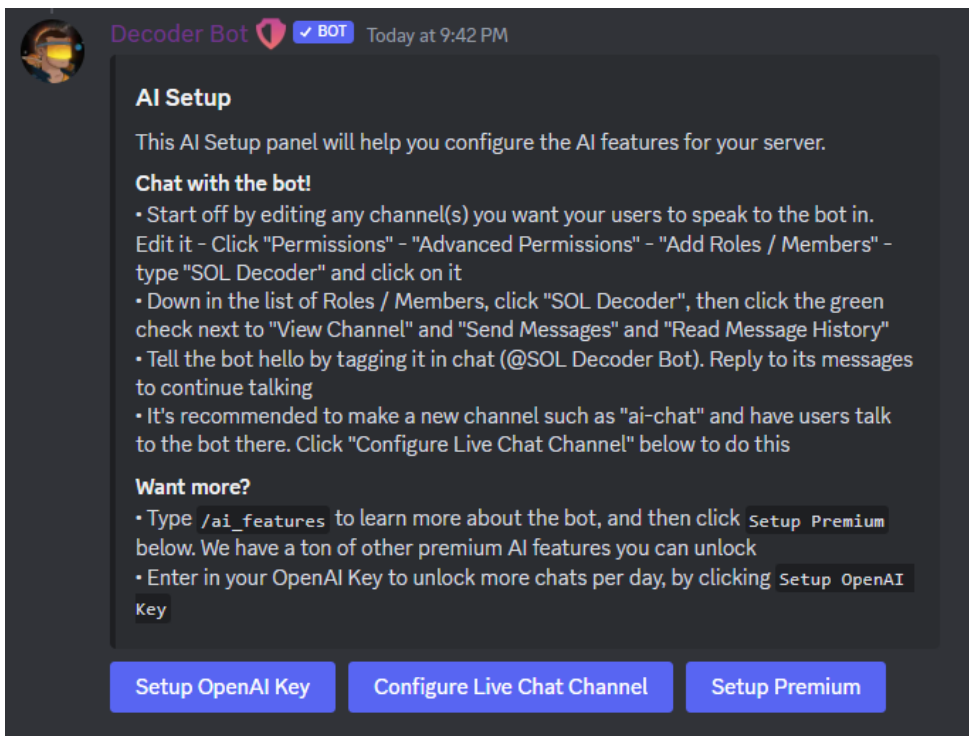 Decoder Bot ✓ BOT Today at 9:42 PM
AI Setup
This AI Setup panel will help you configure the AI features for your server.
Chat with the bot!
• Start off by editing any channel(s) you want your users to speak to the bot in.
Edit it - Click "Permissions" - "Advanced Permissions" - "Add Roles / Members" -
type "SOL Decoder" and click on it
• Down in the list of Roles / Members, click "SOL Decoder", then click the green
check next to "View Channel" and "Send Messages" and "Read Message History"
• Tell the bot hello by tagging it in chat (@SOL Decoder Bot). Reply to its messages
to continue talking
• It's recommended to make a new channel such as "ai-chat" and have users talk
to the bot there. Click "Configure Live Chat Channel" below to do this
Want more?
• Type /ai_features to learn more about the bot, and then click Setup Premium
below. We have a ton of other premium AI features you can unlock
• Enter in your OpenAI Key to unlock more chats per day, by clicking Setup OpenAI
Key
Setup OpenAI Key Configure Live Chat Channel Setup Premium